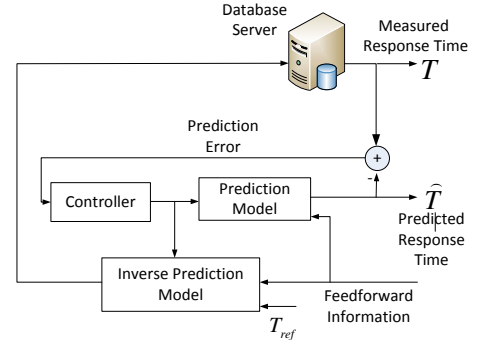 Database
Server
Measured
Response Time
T
Prediction
Error
+
-
Controller
Prediction
Model
T̂
Predicted
Response
Time
Inverse Prediction
Model
Feedforward
Information
T_ref